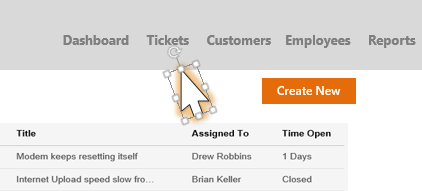 Dashboard Tickets Customers Employees Reports
Create New
Title Assigned To Time Open
Modem keeps resetting itself Drew Robbins 1 Days
Internet Upload speed slow fro... Brian Keller Closed